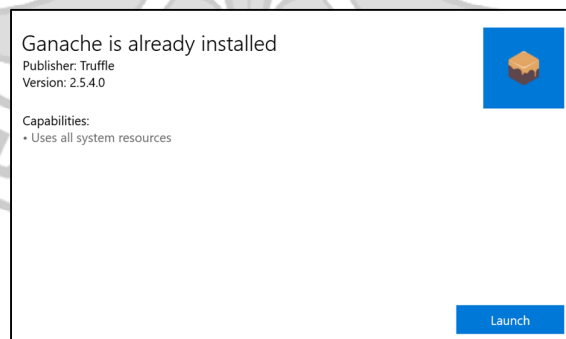 Ganache is already installed
Publisher: Truffle
Version: 2.5.4.0
Capabilities:
• Uses all system resources
Launch